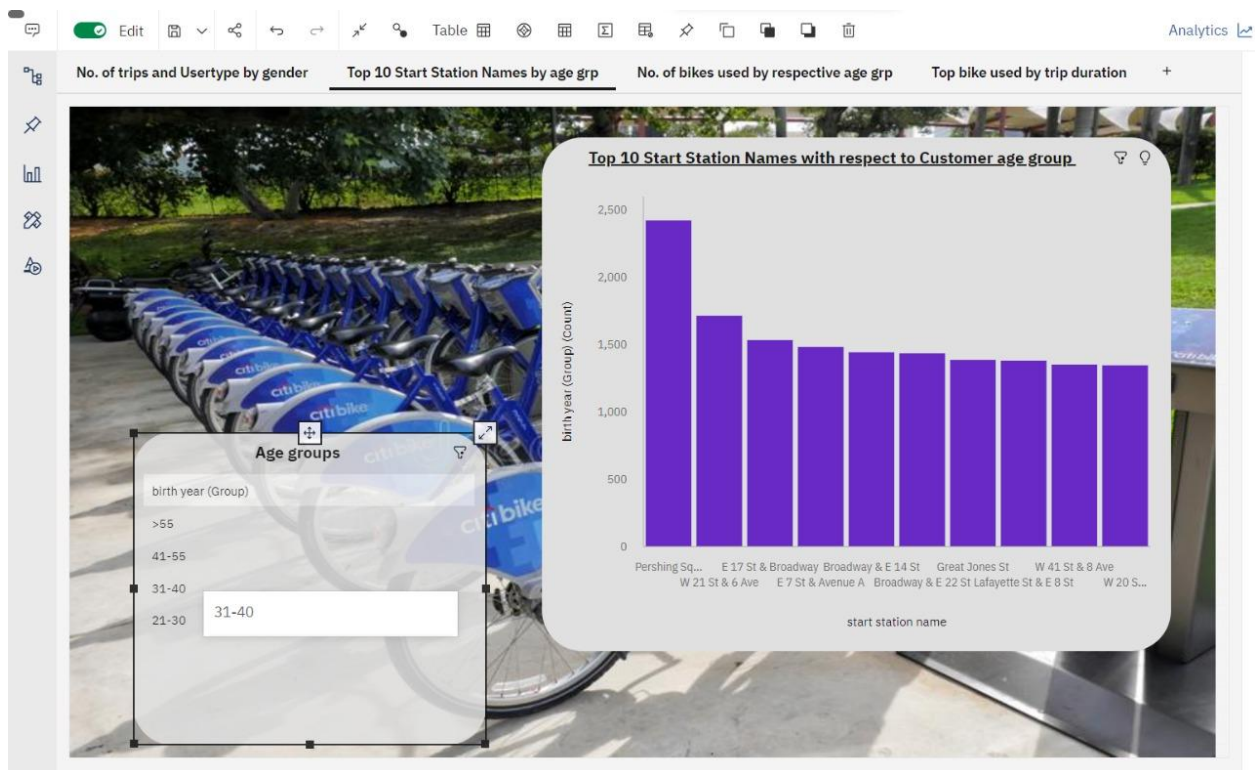 Edit
Table
Analytics
No. of trips and Usertype by gender
Top 10 Start Station Names by age grp
No. of bikes used by respective age grp
Top bike used by trip duration
+
Top 10 Start Station Names with respect to Customer age group
2,500
2,000
1,500
1,000
500
0
birth year (Group) (Count)
Pershing Sq... E 17 St & Broadway Broadway & E 14 St Great Jones St W 41 St & 8 Ave
W 21 St & 6 Ave E 7 St & Avenue A Broadway & E 22 St Lafayette St & E 8 St W 20 S...
start station name
citibike
citibike
citibike
citibike
citibike
Age groups
birth year (Group)
>55
41-55
31-40
21-30
31-40